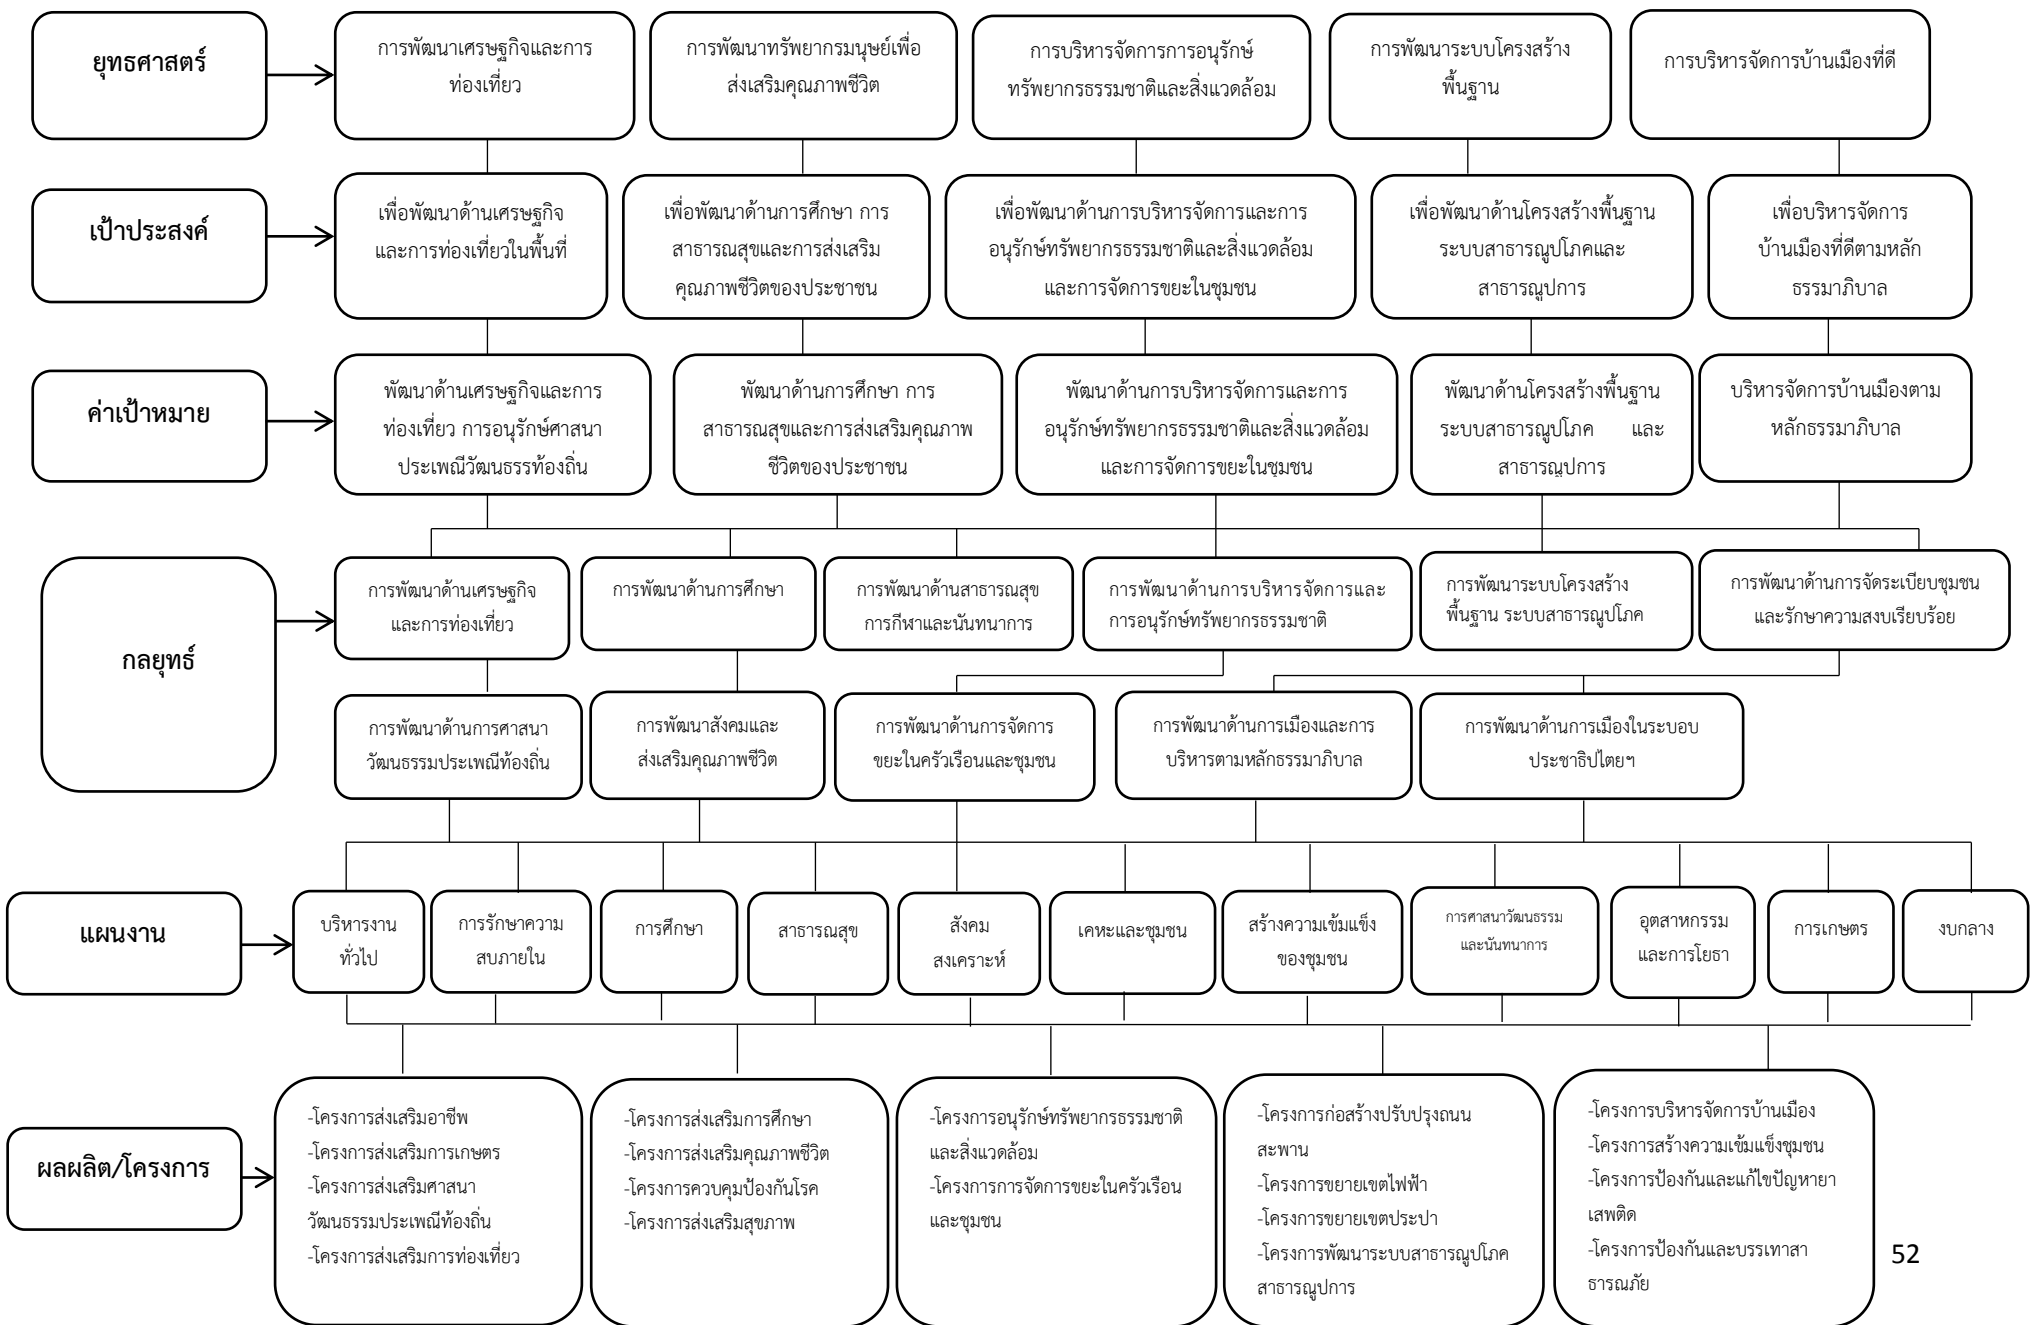 ยุทธศาสตร์
การพัฒนาเศรษฐกิจและการ
ท่องเที่ยว
การพัฒนาทรัพยากรมนุษย์เพื่อ
ส่งเสริมคุณภาพชีวิต
การบริหารจัดการการอนุรักษ์
ทรัพยากรธรรมชาติและสิ่งแวดล้อม
การพัฒนาระบบโครงสร้าง
พื้นฐาน
การบริหารจัดการบ้านเมืองที่ดี
เป้าประสงค์
เพื่อพัฒนาด้านเศรษฐกิจ
และการท่องเที่ยวในพื้นที่
เพื่อพัฒนาด้านการศึกษา การ
สาธารณสุขและการส่งเสริม
คุณภาพชีวิตของประชาชน
เพื่อพัฒนาด้านการบริหารจัดการและการ
อนุรักษ์ทรัพยากรธรรมชาติและสิ่งแวดล้อม
และการจัดการขยะในชุมชน
เพื่อพัฒนาด้านโครงสร้างพื้นฐาน
ระบบสาธารณูปโภคและ
สาธารณูปการ
เพื่อบริหารจัดการ
บ้านเมืองที่ดีตามหลัก
ธรรมาภิบาล
ค่าเป้าหมาย
พัฒนาด้านเศรษฐกิจและการ
ท่องเที่ยว การอนุรักษ์ศาสนา
ประเพณีวัฒนธรรท้องถิ่น
พัฒนาด้านการศึกษา การ
สาธารณสุขและการส่งเสริมคุณภาพ
ชีวิตของประชาชน
พัฒนาด้านการบริหารจัดการและการ
อนุรักษ์ทรัพยากรธรรมชาติและสิ่งแวดล้อม
และการจัดการขยะในชุมชน
พัฒนาด้านโครงสร้างพื้นฐาน
ระบบสาธารณูปโภค และ
สาธารณูปการ
บริหารจัดการบ้านเมืองตาม
หลักธรรมาภิบาล
กลยุทธ์
การพัฒนาด้านเศรษฐกิจ
และการท่องเที่ยว
การพัฒนาด้านการศึกษา
การพัฒนาด้านสาธารณสุข
การกีฬาและนันทนาการ
การพัฒนาด้านการบริหารจัดการและ
การอนุรักษ์ทรัพยากรธรรมชาติ
การพัฒนาระบบโครงสร้าง
พื้นฐาน ระบบสาธารณูปโภค
การพัฒนาด้านการจัดระเบียบชุมชน
และรักษาความสงบเรียบร้อย
การพัฒนาด้านการศาสนา
วัฒนธรรมประเพณีท้องถิ่น
การพัฒนาสังคมและ
ส่งเสริมคุณภาพชีวิต
การพัฒนาด้านการจัดการ
ขยะในครัวเรือนและชุมชน
การพัฒนาด้านการเมืองและการ
บริหารตามหลักธรรมาภิบาล
การพัฒนาด้านการเมืองในระบอบ
ประชาธิปไตยฯ
แผนงาน
บริหารงาน
ทั่วไป
การรักษาความ
สบภายใน
การศึกษา
สาธารณสุข
สังคม
สงเคราะห์
เคหะและชุมชน
สร้างความเข้มแข็ง
ของชุมชน
การศาสนาวัฒนธรรม
และนันทนาการ
อุตสาหกรรม
และการโยธา
การเกษตร
งบกลาง
ผลผลิต/โครงการ
-โครงการส่งเสริมอาชีพ
-โครงการส่งเสริมการเกษตร
-โครงการส่งเสริมศาสนา
วัฒนธรรมประเพณีท้องถิ่น
-โครงการส่งเสริมการท่องเที่ยว
-โครงการส่งเสริมการศึกษา
-โครงการส่งเสริมคุณภาพชีวิต
-โครงการควบคุมป้องกันโรค
-โครงการส่งเสริมสุขภาพ
-โครงการอนุรักษ์ทรัพยากรธรรมชาติ
และสิ่งแวดล้อม
-โครงการการจัดการขยะในครัวเรือน
และชุมชน
-โครงการก่อสร้างปรับปรุงถนน
สะพาน
-โครงการขยายเขตไฟฟ้า
-โครงการขยายเขตประปา
-โครงการพัฒนาระบบสาธารณูปโภค
สาธารณูปการ
-โครงการบริหารจัดการบ้านเมือง
-โครงการสร้างความเข้มแข็งชุมชน
-โครงการป้องกันและแก้ไขปัญหายา
เสพติด
-โครงการป้องกันและบรรเทาสา
ธารณภัย
52